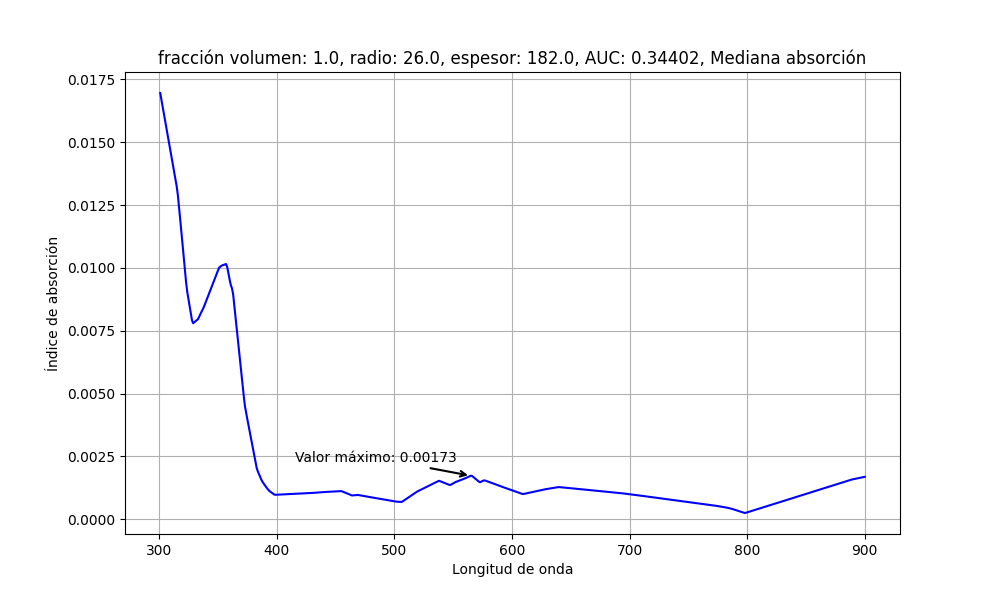 fracción volumen: 1.0, radio: 26.0, espesor: 182.0, AUC: 0.34402, Mediana absorción
0.0175
0.0150
0.0125
0.0100
0.0075
0.0050
0.0025
0.0000
Índice de absorción
Valor máximo: 0.00173
300 400 500 600 700 800 900
Longitud de onda